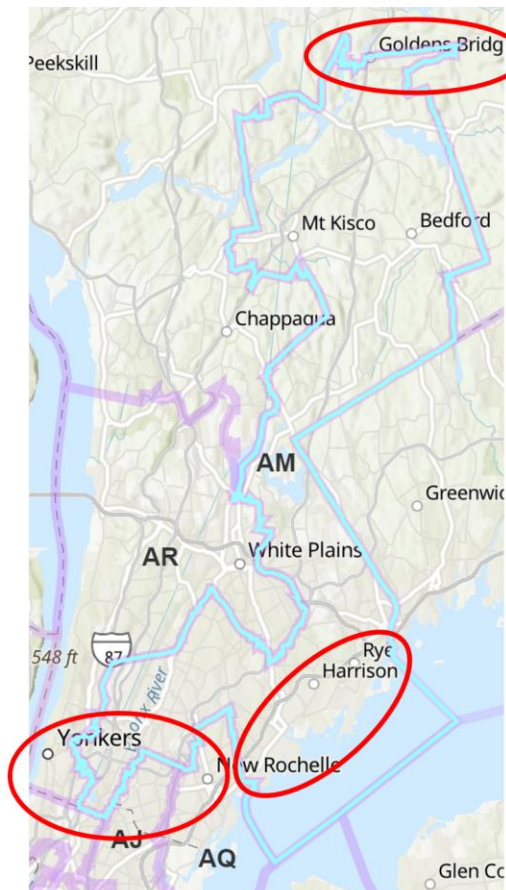 Goldens Bridg
Peekskill
Mt Kisco
Bedford
Chappaqua
AM
Greenwic
AR
White Plains
87
548 ft
Bronx River
Rye
Harrison
Yonkers
New Rochelle
AJ
AQ
Glen Co